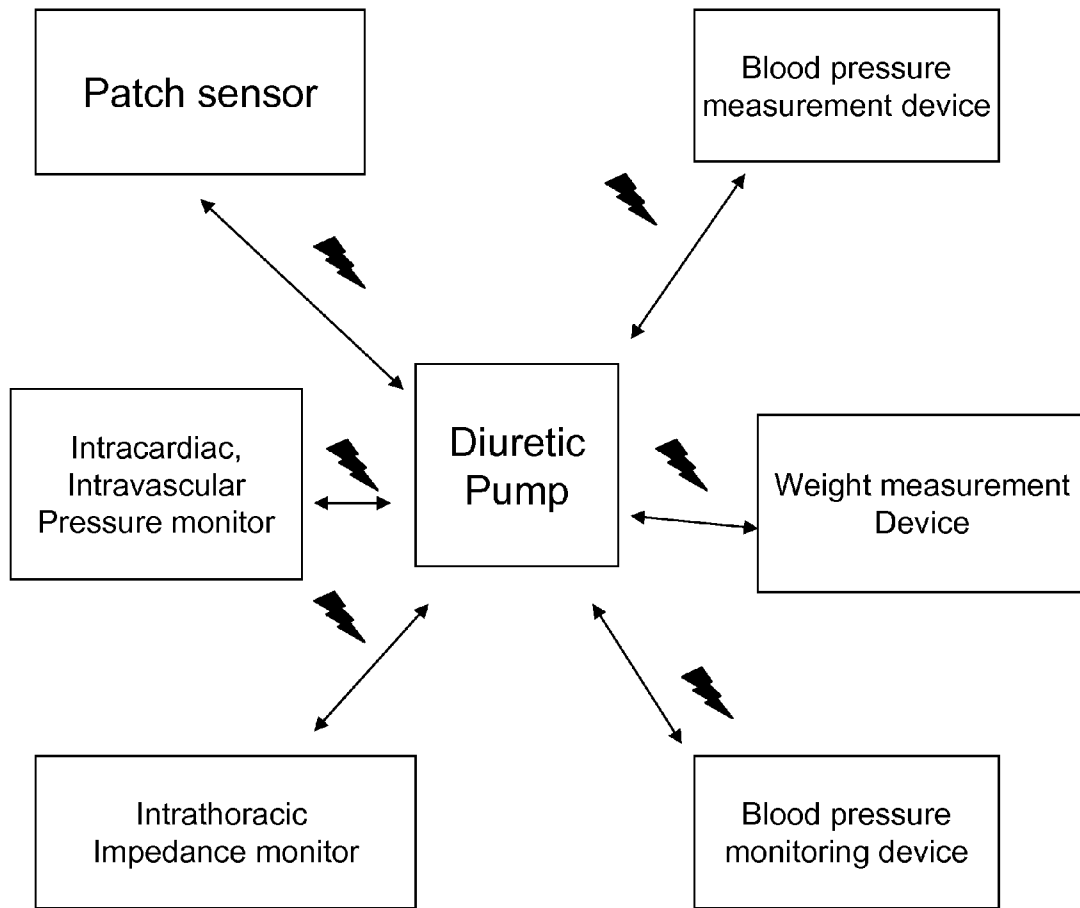 Patch sensor
Blood pressure
measurement device
Intracardiac,
Intravascular
Pressure monitor
Diuretic
Pump
Weight measurement
Device
Intrathoracic
Impedance monitor
Blood pressure
monitoring device